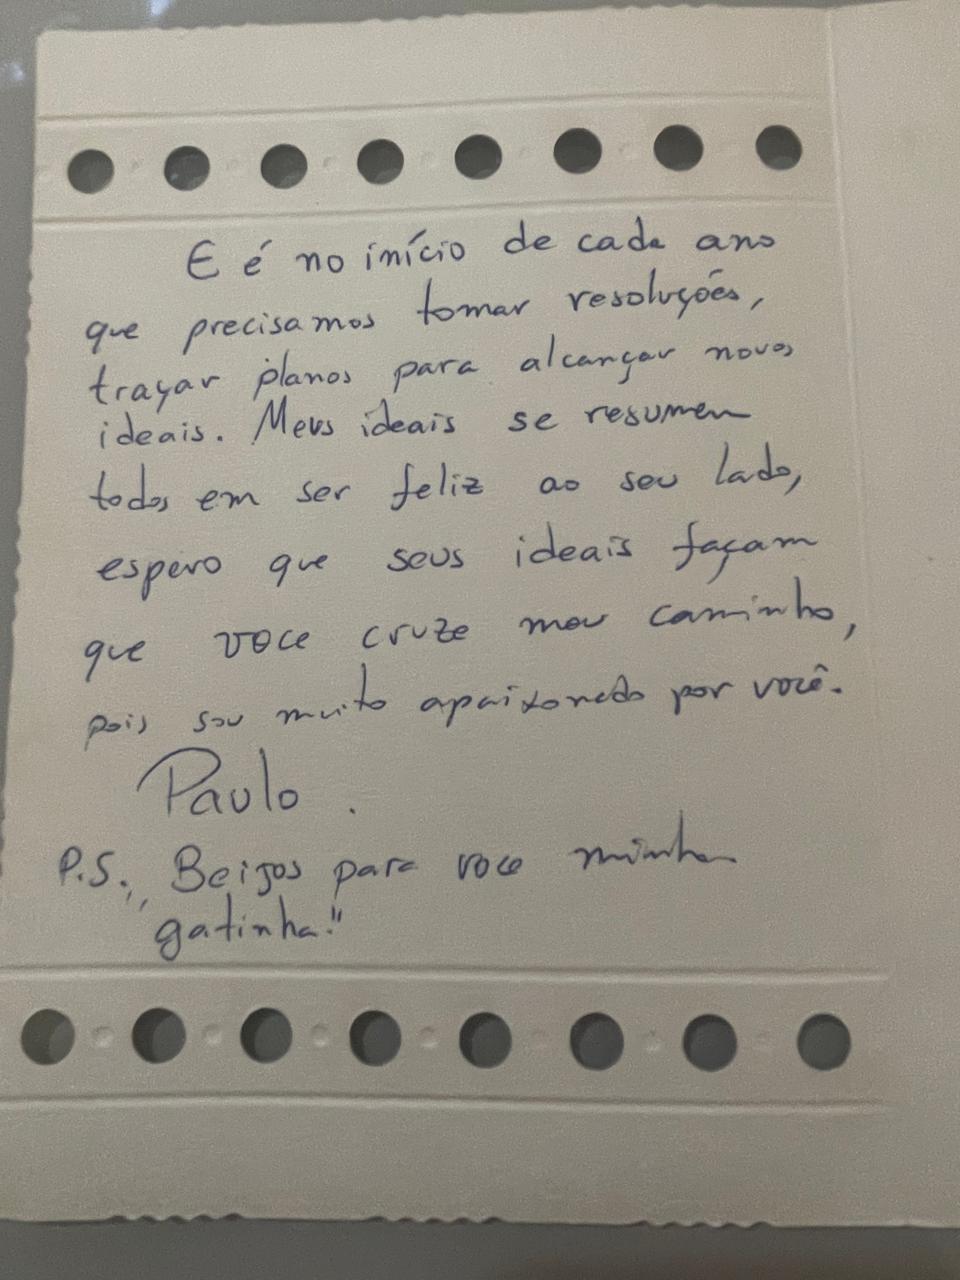 E é no início de cada ano
que precisamos tomar resoluções,
traçar planos para alcançar novos
ideais. Meus ideais se resumem
todos em ser feliz ao seu lado,
espero que seus ideais façam
que voce cruze meu caminho,
pois sou muito apaixonado por você.
Paulo.
P.S., Beijos para voce minha
"gatinha!"